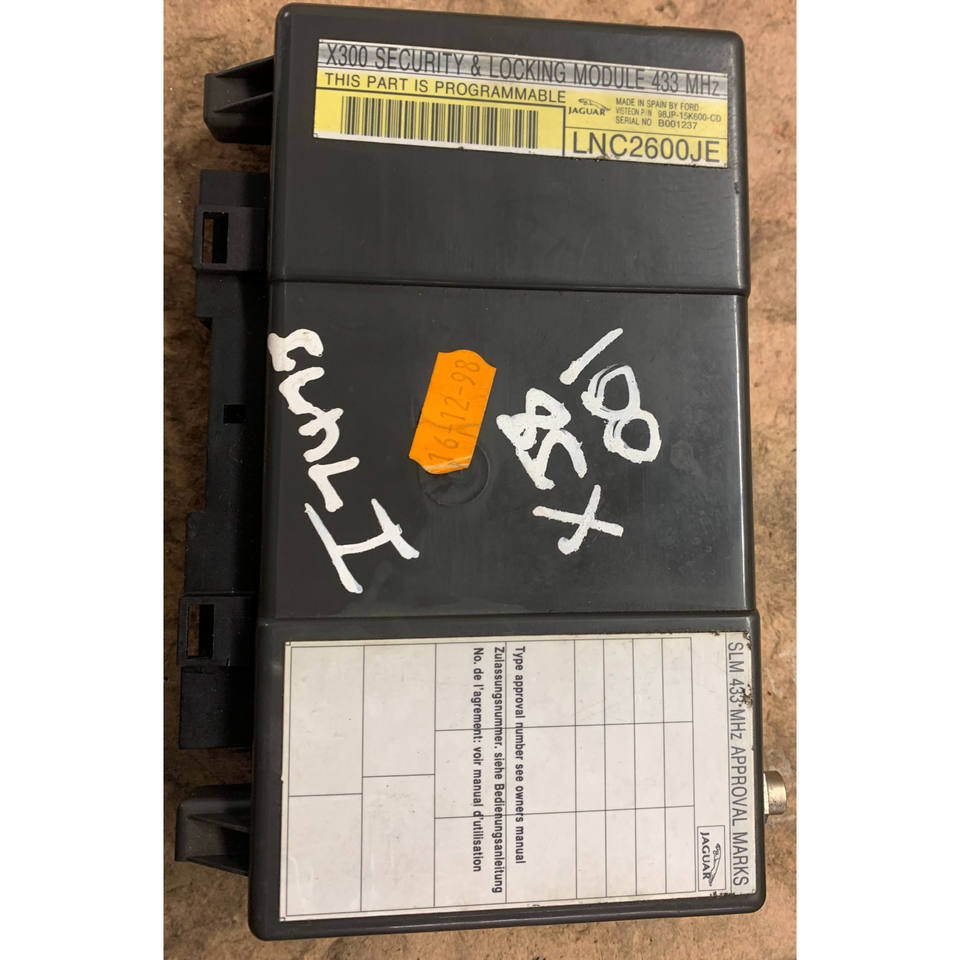 X300 SECURITY & LOCKING MODULE 433 MHz
THIS PART IS PROGRAMMABLE
JAGUAR
MADE IN SPAIN BY FORD
VISTEON P/N 98JP-15K600-CD
SERIAL NO B001237
LNC2600JE
16-12-98
SLM 433 MHz APPROVAL MARKS
JAGUAR
Type approval number see owners manual
Zulassungsnummer. siehe Bedienungsanleitung
No. de l'agrement: voir manual d'utilisation